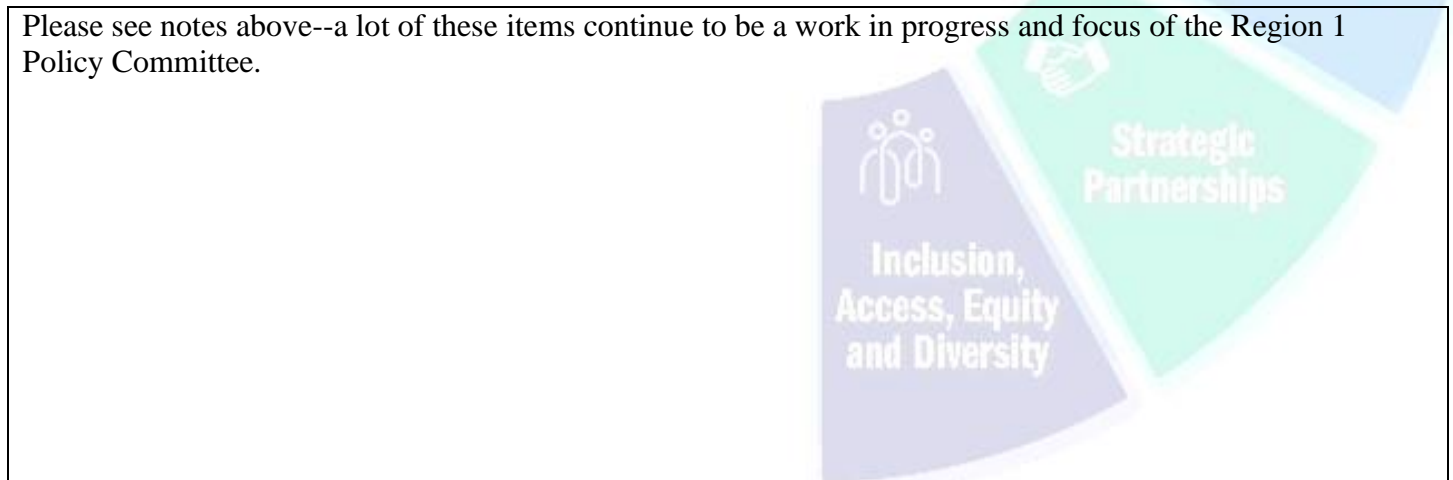 Please see notes above--a lot of these items continue to be a work in progress and focus of the Region 1
Policy Committee.
Strategic
Partnerships
Inclusion,
Access, Equity
and Diversity